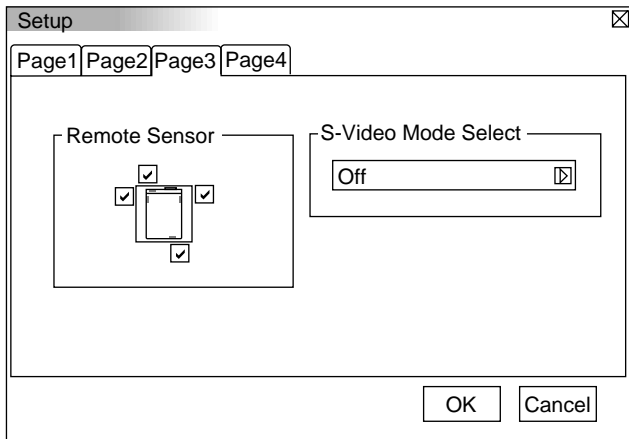 Setup
Page1 Page2 Page3 Page4
Remote Sensor
S-Video Mode Select
Off
OK Cancel